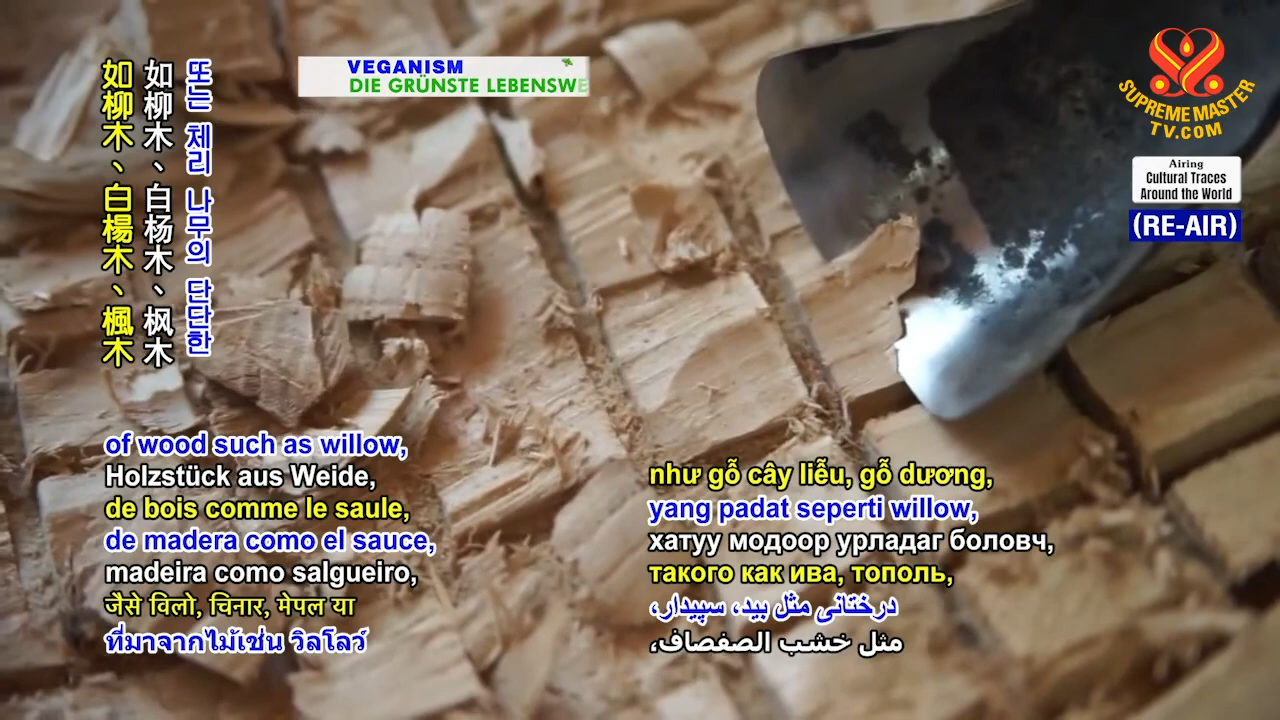 VEGANISM
DIE GRÜNSTE LEBENSWE
SUPREME MASTER
TV.COM
Airing
Cultural Traces
Around the World
(RE-AIR)
또는 체리 나무의 단단한
如柳木、白杨木、枫木
如柳木、白楊木、楓木
of wood such as willow,
Holzstück aus Weide,
de bois comme le saule,
de madera como el sauce,
madeira como salgueiro,
जैसे विलो, चिनार, मेपल या
ที่มาจากไม้เช่น วิลโลว์
như gỗ cây liễu, gỗ dương,
yang padat seperti willow,
хатуу модоор урладаг боловч,
такого как ива, тополь,
درختانی مثل بید، سپیدار،
مثل خشب الصفصاف،